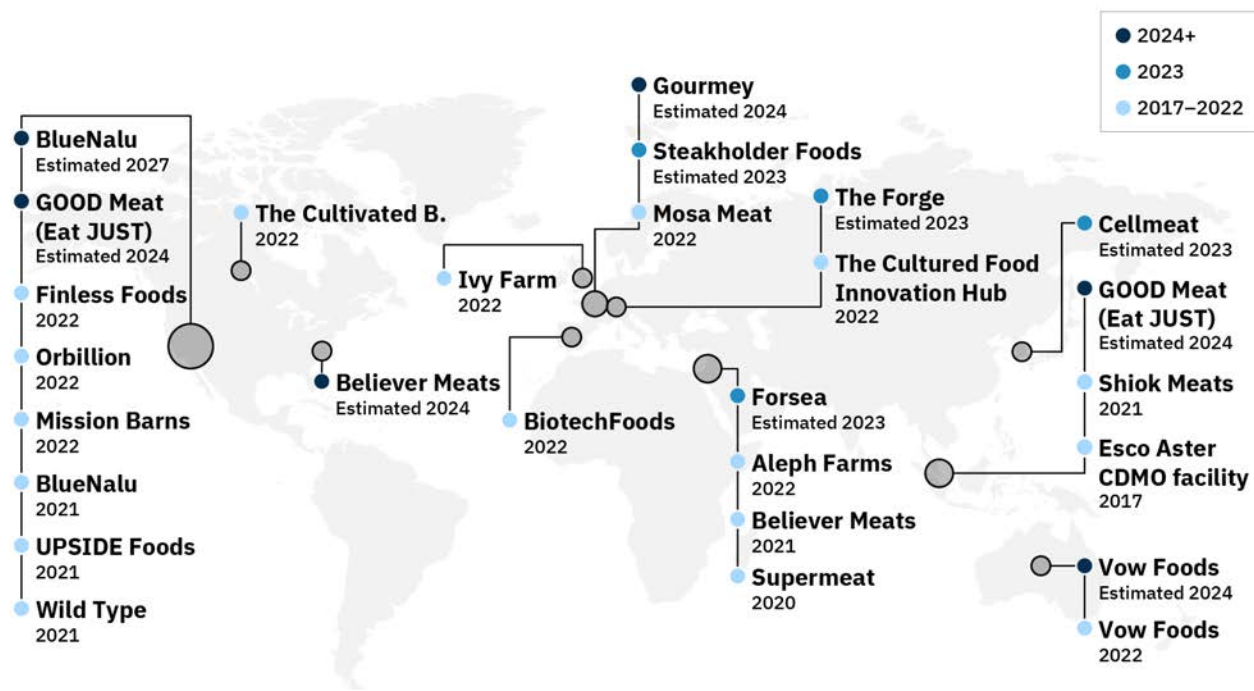 2024+
2023
2017–2022
BlueNalu
Estimated 2027
GOOD Meat
(Eat JUST)
Estimated 2024
Finless Foods
2022
Orbillion
2022
Mission Barns
2022
BlueNalu
2021
UPSIDE Foods
2021
Wild Type
2021
The Cultivated B.
2022
Believer Meats
Estimated 2024
Ivy Farm
2022
BiotechFoods
2022
Gourmey
Estimated 2024
Steakholder Foods
Estimated 2023
Mosa Meat
2022
The Forge
Estimated 2023
The Cultured Food
Innovation Hub
2022
Forsea
Estimated 2023
Aleph Farms
2022
Believer Meats
2021
Supermeat
2020
Cellmeat
Estimated 2023
GOOD Meat
(Eat JUST)
Estimated 2024
Shiok Meats
2021
Esco Aster
CDMO facility
2017
Vow Foods
Estimated 2024
Vow Foods
2022